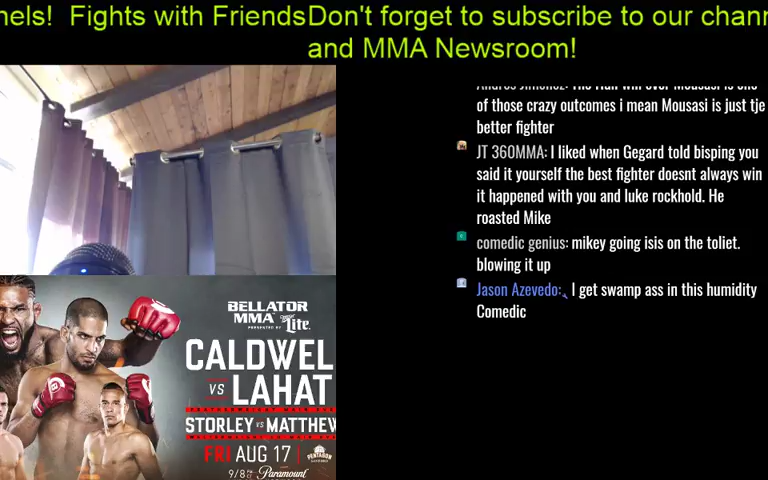 nels!  Fights with FriendsDon't forget to subscribe to our chann
and MMA Newsroom!
of those crazy outcomes i mean Mousasi is just tje
better fighter
JT 360MMA: I liked when Gegard told bisping you
said it yourself the best fighter doesnt always win
it happened with you and luke rockhold. He
roasted Mike
comedic genius: mikey going isis on the toliet.
blowing it up
Jason Azevedo: I get swamp ass in this humidity
Comedic
BELLATOR
MMA PRESENTED BY Miller Lite
CALDWEL
VS LAHAT
STORLEY VS MATTHEW
FRI AUG 17
PENTAGON
9/8 Paramount